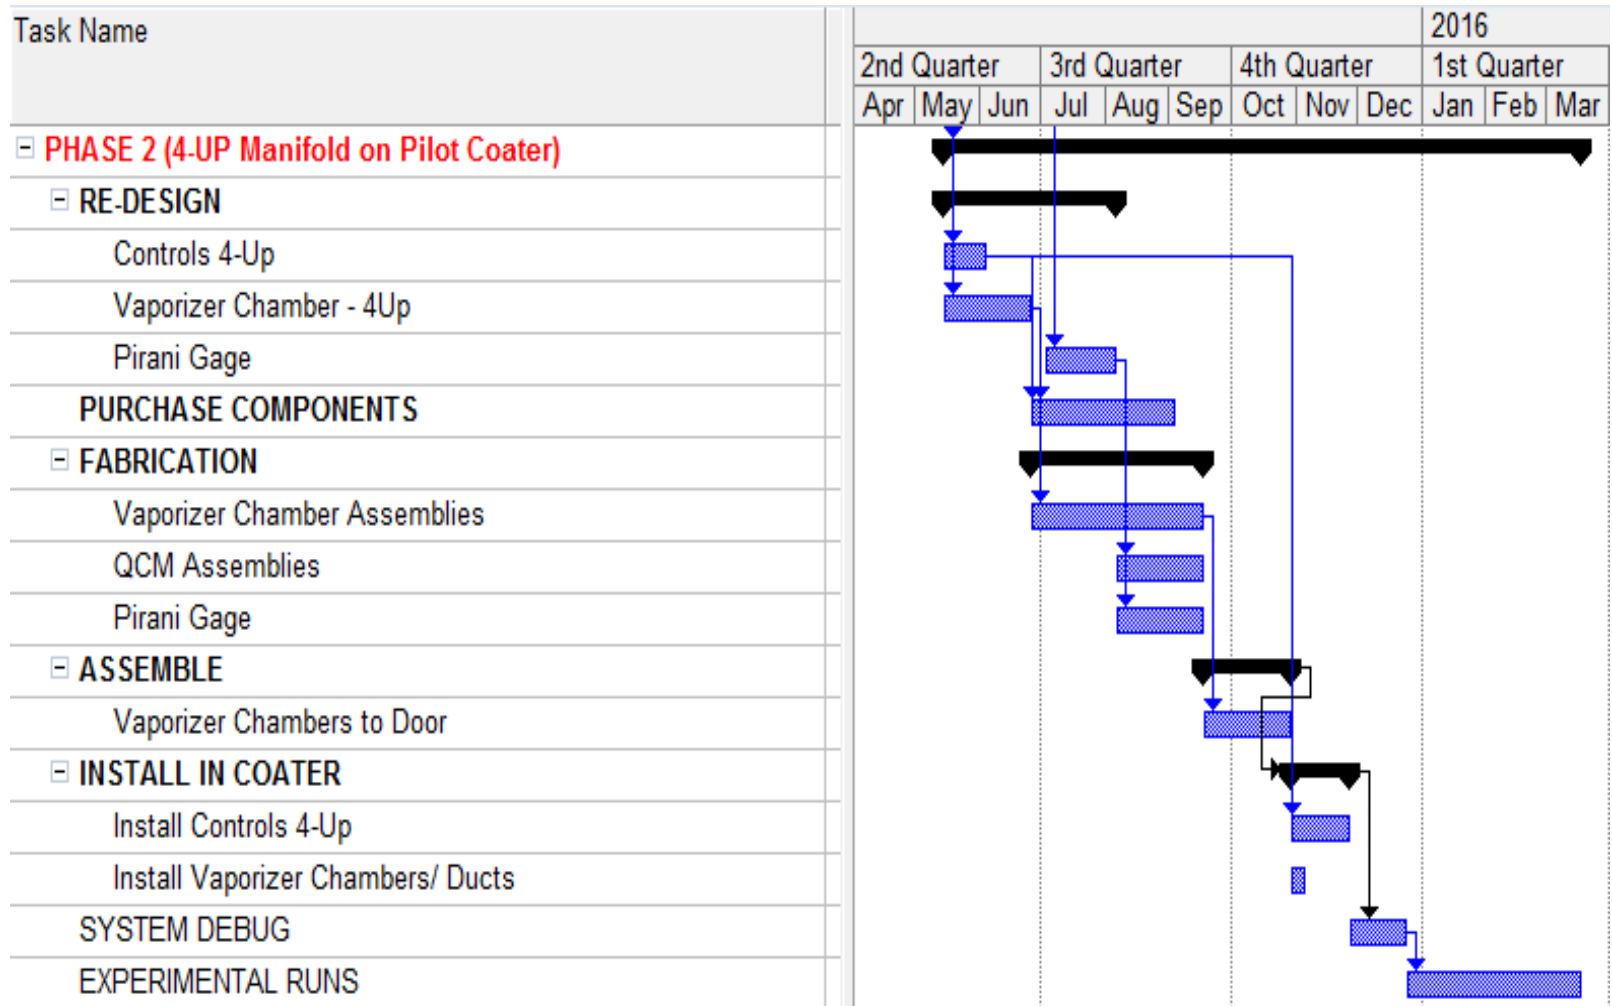 Task Name
2016
2nd Quarter 3rd Quarter 4th Quarter 1st Quarter
Apr May Jun Jul Aug Sep Oct Nov Dec Jan Feb Mar
PHASE 2 (4-UP Manifold on Pilot Coater)
RE-DESIGN
Controls 4-Up
Vaporizer Chamber - 4Up
Pirani Gage
PURCHASE COMPONENTS
FABRICATION
Vaporizer Chamber Assemblies
QCM Assemblies
Pirani Gage
ASSEMBLE
Vaporizer Chambers to Door
INSTALL IN COATER
Install Controls 4-Up
Install Vaporizer Chambers/ Ducts
SYSTEM DEBUG
EXPERIMENTAL RUNS